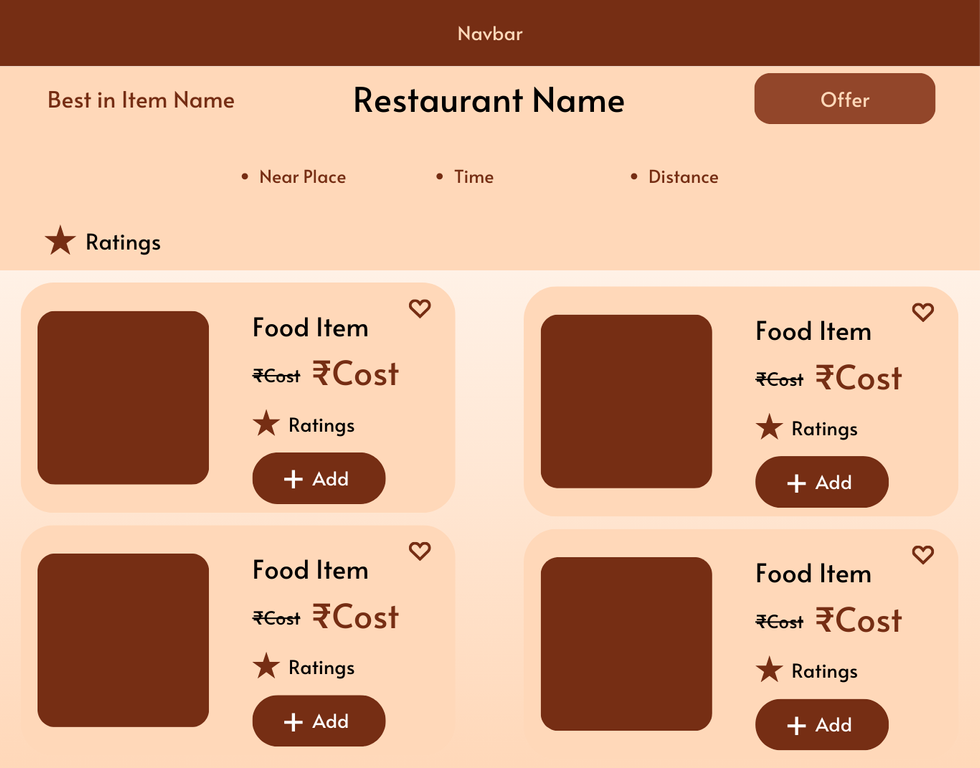 Navbar
Best in Item Name
Restaurant Name
Offer
• Near Place
• Time
• Distance
Ratings
Food Item
₹Cost ₹Cost
Ratings
+ Add
Food Item
₹Cost ₹Cost
Ratings
+ Add
Food Item
₹Cost ₹Cost
Ratings
+ Add
Food Item
₹Cost ₹Cost
Ratings
+ Add